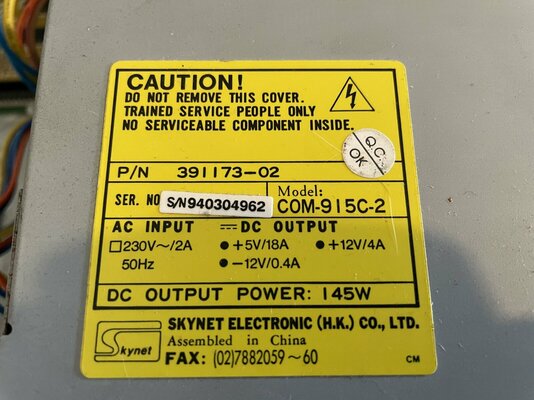 CAUTION!
DO NOT REMOVE THIS COVER.
TRAINED SERVICE PEOPLE ONLY
NO SERVICEABLE COMPONENT INSIDE.
Q.C.
OK
P/N 391173-02
SER. NO S/N940304962 Model: COM-915C-2
AC INPUT ⎓ DC OUTPUT
□230V~/2A ● +5V/18A ● +12V/4A
50Hz ● -12V/0.4A
DC OUTPUT POWER: 145W
Skynet
SKYNET ELECTRONIC (H.K.) CO., LTD.
Assembled in China
FAX: (02)7882059~60
CM